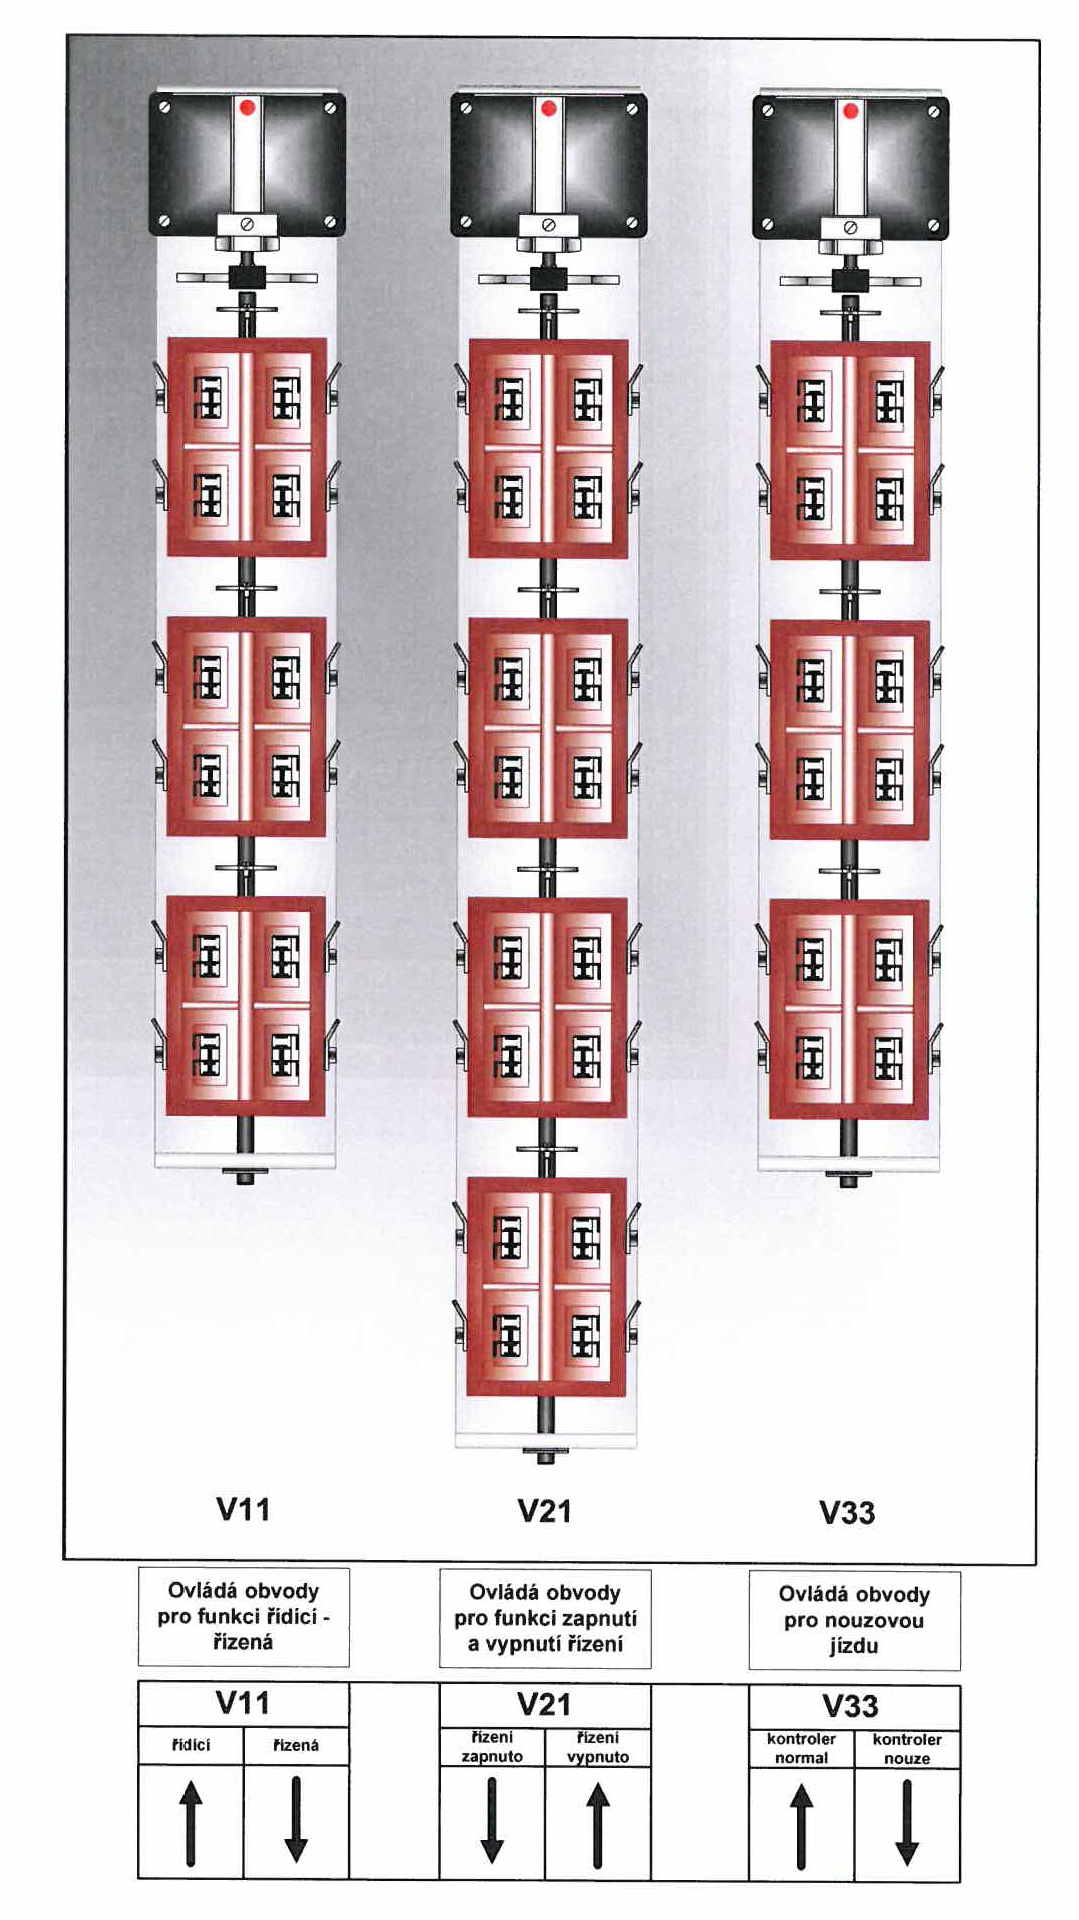 V11
V21
V33
Ovládá obvody
pro funkci řídící -
řízená
Ovládá obvody
pro funkci zapnutí
a vypnutí řízení
Ovládá obvody
pro nouzovou
jízdu
V11
řídící
řízená
V21
řízení
zapnuto
řízení
vypnuto
V33
kontroler
normal
kontroler
nouze